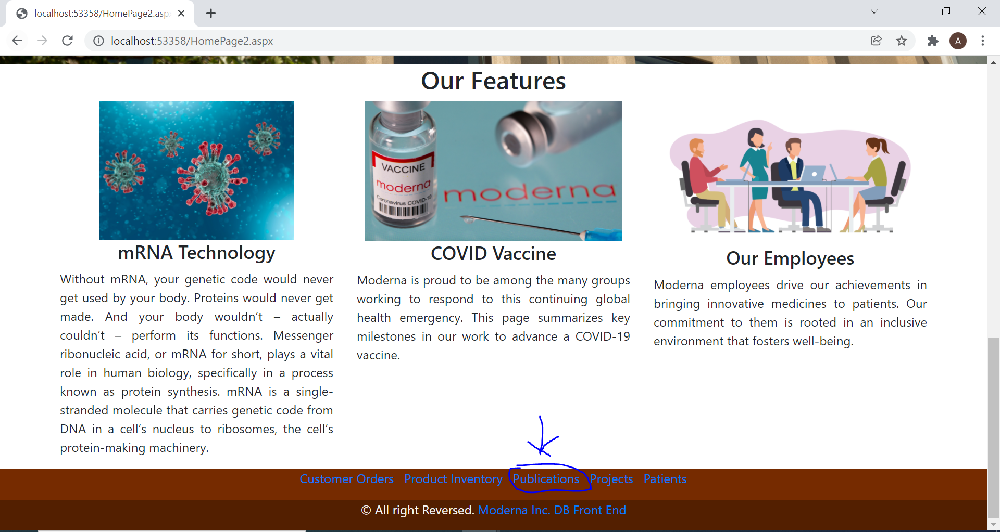 localhost:53358/HomePage2.asp
localhost:53358/HomePage2.aspx
A
Our Features
VACCINE
moderna
Coronavirus COVID-19
moderna
mRNA Technology
Without mRNA, your genetic code would never
get used by your body. Proteins would never get
made. And your body wouldn’t – actually
couldn’t – perform its functions. Messenger
ribonucleic acid, or mRNA for short, plays a vital
role in human biology, specifically in a process
known as protein synthesis. mRNA is a single-
stranded molecule that carries genetic code from
DNA in a cell’s nucleus to ribosomes, the cell’s
protein-making machinery.
COVID Vaccine
Moderna is proud to be among the many groups
working to respond to this continuing global
health emergency. This page summarizes key
milestones in our work to advance a COVID-19
vaccine.
Our Employees
Moderna employees drive our achievements in
bringing innovative medicines to patients. Our
commitment to them is rooted in an inclusive
environment that fosters well-being.
Customer Orders Product Inventory Publications Projects Patients
© All right Reversed. Moderna Inc. DB Front End